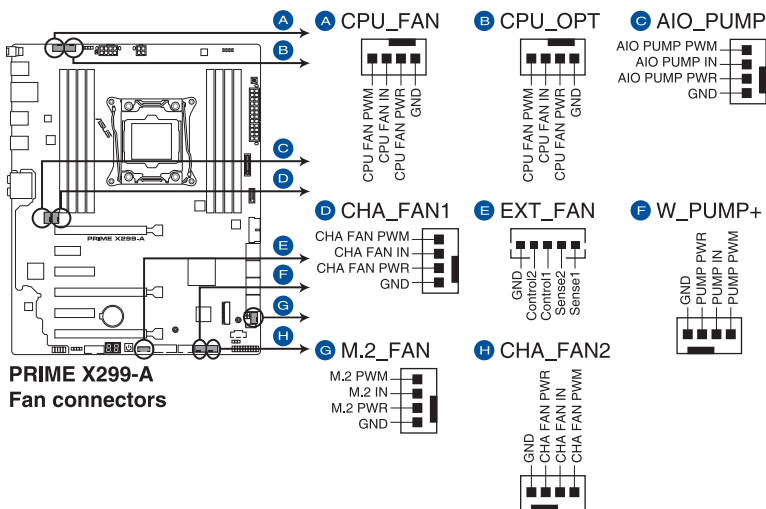 A
B
C
D
E
F
G
H
PRIME X299-A
PRIME X299-A
Fan connectors
A CPU_FAN
CPU FAN PWM
CPU FAN IN
CPU FAN PWR
GND
B CPU_OPT
CPU FAN PWM
CPU FAN IN
CPU FAN PWR
GND
C AIO_PUMP
AIO PUMP PWM
AIO PUMP IN
AIO PUMP PWR
GND
D CHA_FAN1
CHA FAN PWM
CHA FAN IN
CHA FAN PWR
GND
E EXT_FAN
GND
Control2
Control1
Sense2
Sense1
F W_PUMP+
GND
PUMP PWR
PUMP IN
PUMP PWM
G M.2_FAN
M.2 PWM
M.2 IN
M.2 PWR
GND
H CHA_FAN2
GND
CHA FAN PWR
CHA FAN IN
CHA FAN PWM